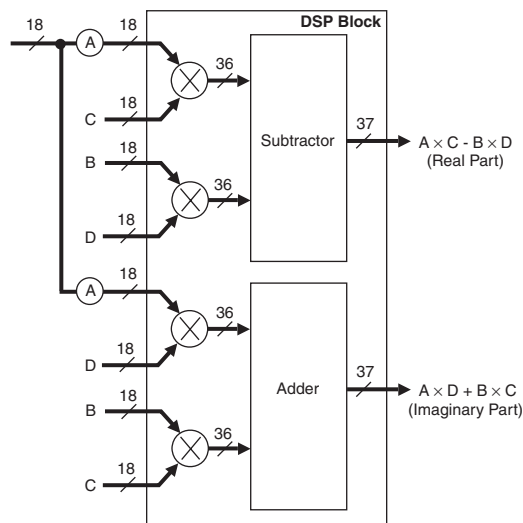 DSP Block
18
A
18
36
C
18
Subtractor
37
A × C - B × D
(Real Part)
B
18
36
D
18
A
18
36
D
18
Adder
37
A × D + B × C
(Imaginary Part)
B
18
36
C
18